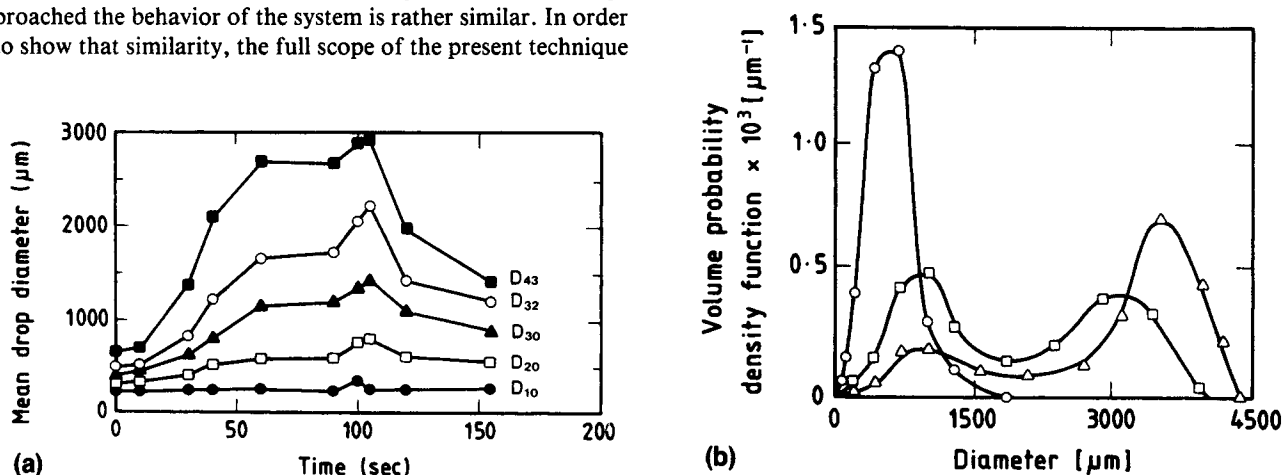 proached the behavior of the system is rather similar. In order
o show that similarity, the full scope of the present technique
Mean drop diameter (μm)
3000
2000
1000
0
0 50 100 150 200
Time (sec)
D43
D32
D30
D20
D10
(a)
Volume probability
density function × 10³ [μm⁻¹]
1·5
1·0
0·5
0
0 1500 3000 4500
Diameter [μm]
(b)